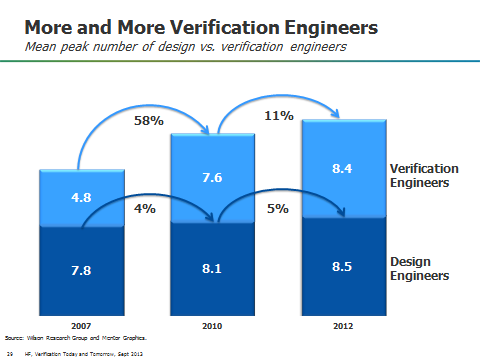 More and More Verification Engineers
Mean peak number of design vs. verification engineers
58%
11%
4.8
7.6
8.4
Verification
Engineers
4%
5%
7.8
8.1
8.5
Design
Engineers
2007
2010
2012
Source: Wilson Research Group and Mentor Graphics.
39 HF, Verification Today and Tomorrow, Sept 2013